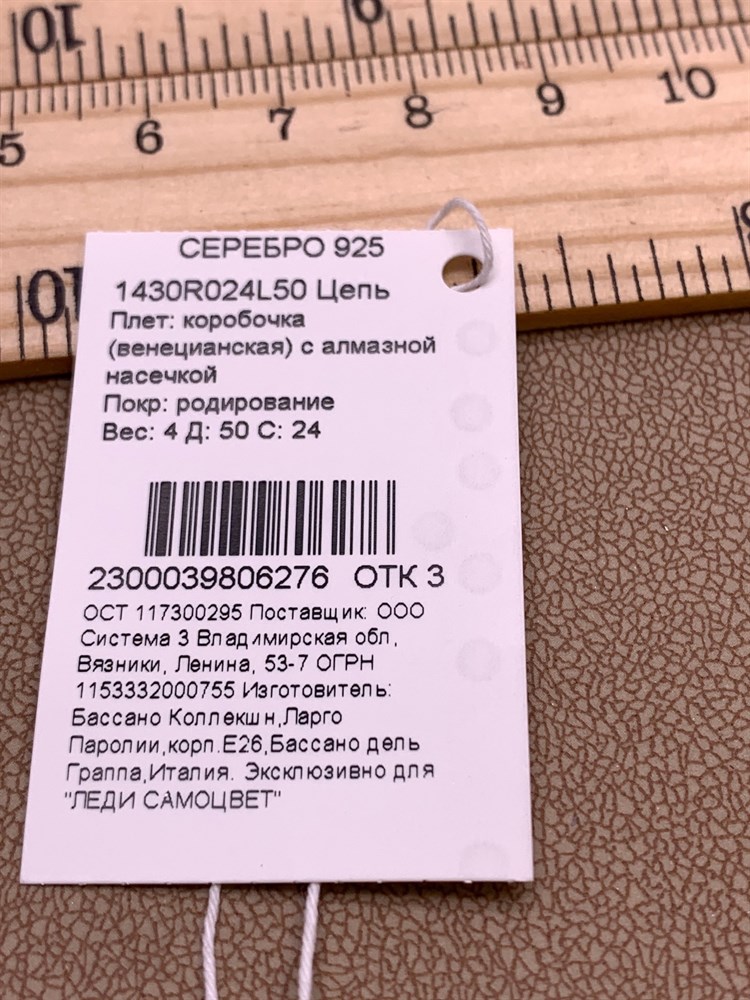 10
9
5 6 7 8 9 10
10
СЕРЕБРО 925
1430R024L50 Цепь
Плет: коробочка
(венецианская) с алмазной
насечкой
Покр: родирование
Вес: 4 Д: 50 С: 24
2300039806276 ОТК 3
ОСТ 117300295 Поставщик: ООО
Система 3 Владимирская обл,
Вязники, Ленина, 53-7 ОГРН
1153332000755 Изготовитель:
Бассано Коллекшн,Ларго
Паролии,корп.Е26,Бассано дель
Граппа,Италия. Эксклюзивно для
"ЛЕДИ САМОЦВЕТ"